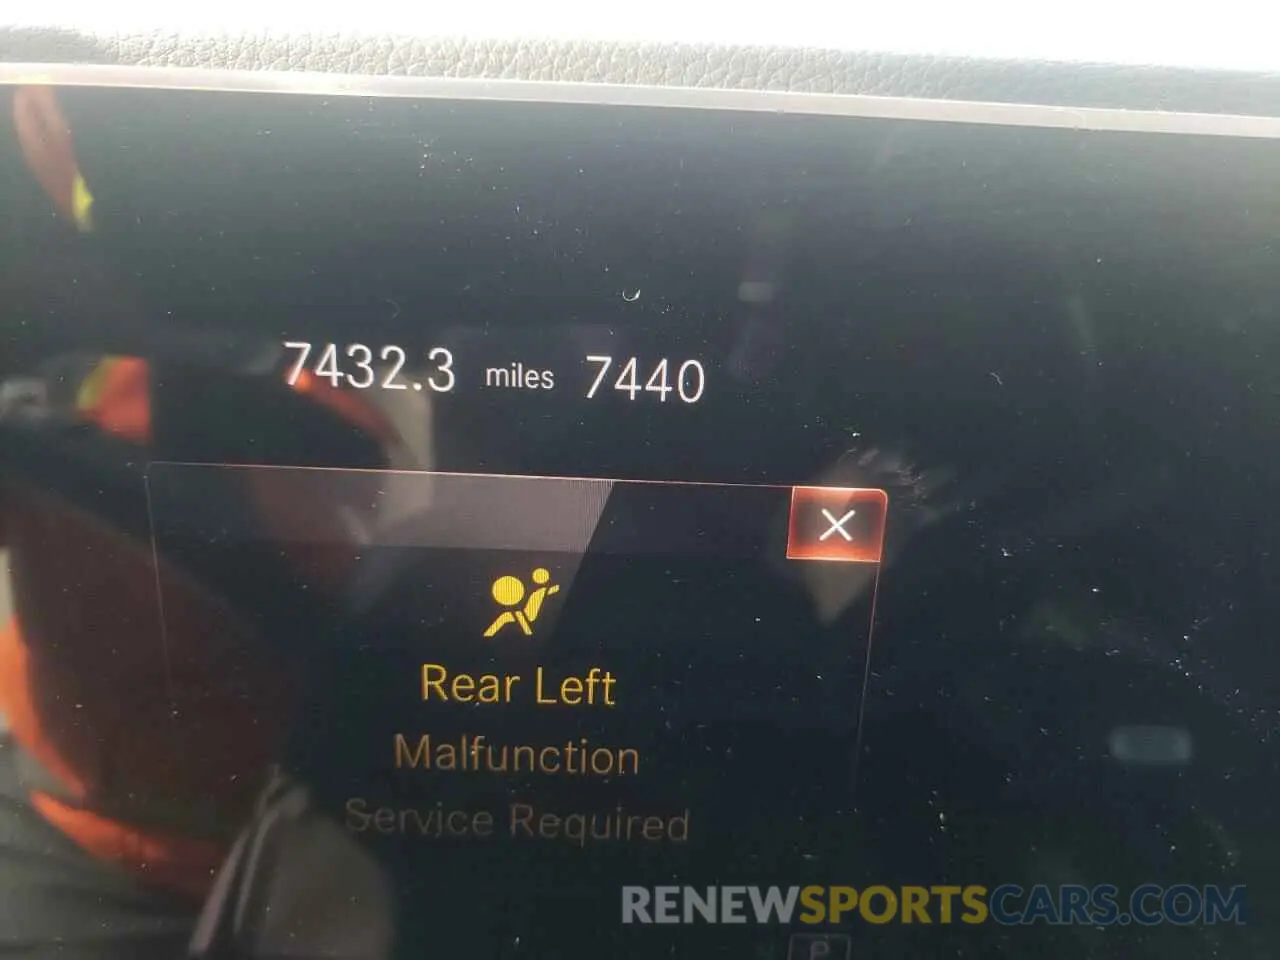 7432.3 miles 7440
Rear Left
Malfunction
Service Required
RENEWSPORTSCARS.COM
P